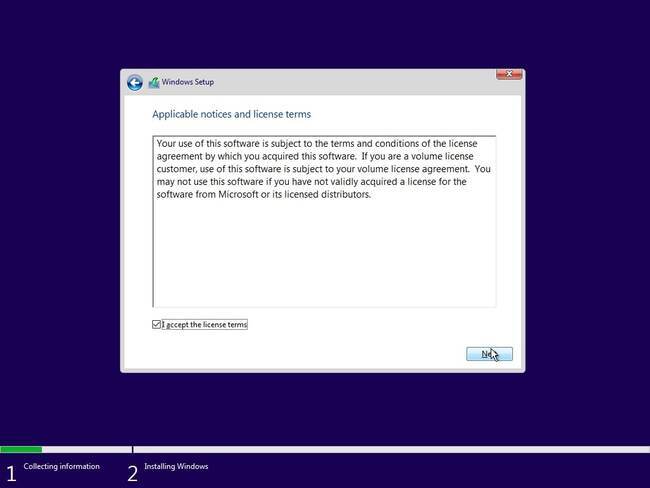 Windows Setup
Applicable notices and license terms
Your use of this software is subject to the terms and conditions of the license
agreement by which you acquired this software.  If you are a volume license
customer, use of this software is subject to your volume license agreement.  You
may not use this software if you have not validly acquired a license for the
software from Microsoft or its licensed distributors.
I accept the license terms
1 Collecting information 2 Installing Windows